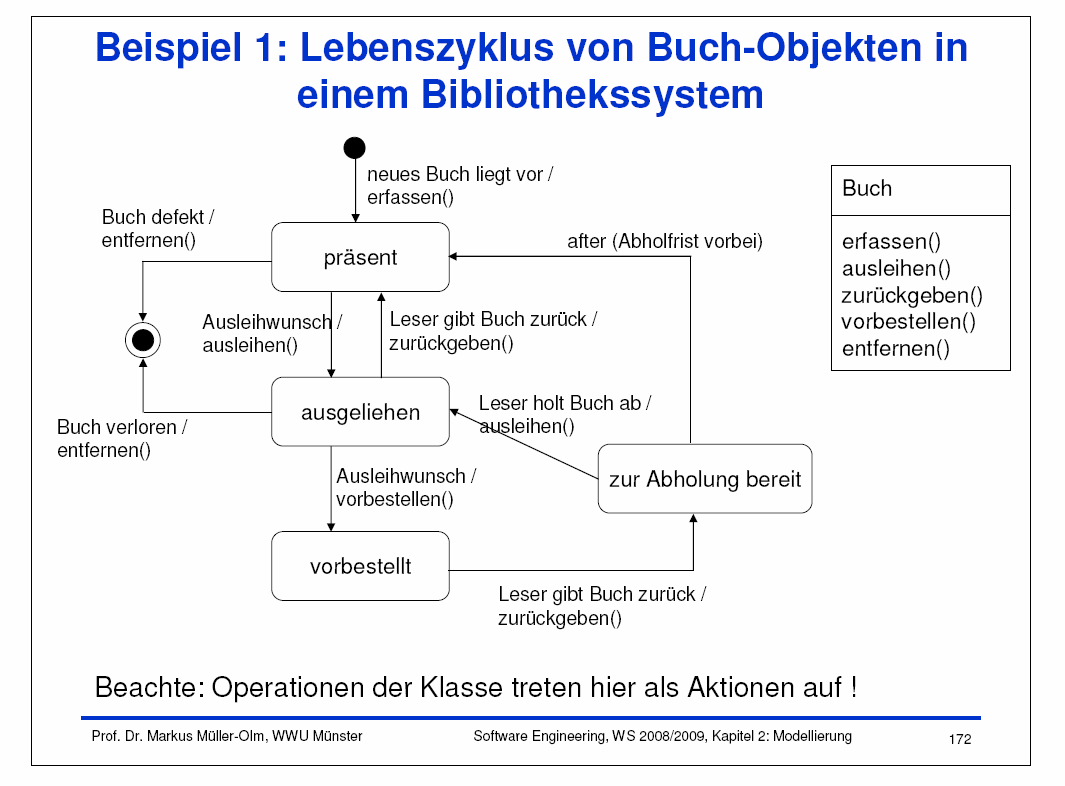 Beispiel 1: Lebenszyklus von Buch-Objekten in
einem Bibliothekssystem
neues Buch liegt vor /
erfassen()
Buch defekt /
entfernen()
präsent
after (Abholfrist vorbei)
Buch
erfassen()
ausleihen()
zurückgeben()
vorbestellen()
entfernen()
Ausleihwunsch /
ausleihen()
Leser gibt Buch zurück /
zurückgeben()
ausgeliehen
Leser holt Buch ab /
ausleihen()
Buch verloren /
entfernen()
Ausleihwunsch /
vorbestellen()
zur Abholung bereit
vorbestellt
Leser gibt Buch zurück /
zurückgeben()
Beachte: Operationen der Klasse treten hier als Aktionen auf !
Prof. Dr. Markus Müller-Olm, WWU Münster
Software Engineering, WS 2008/2009, Kapitel 2: Modellierung
172